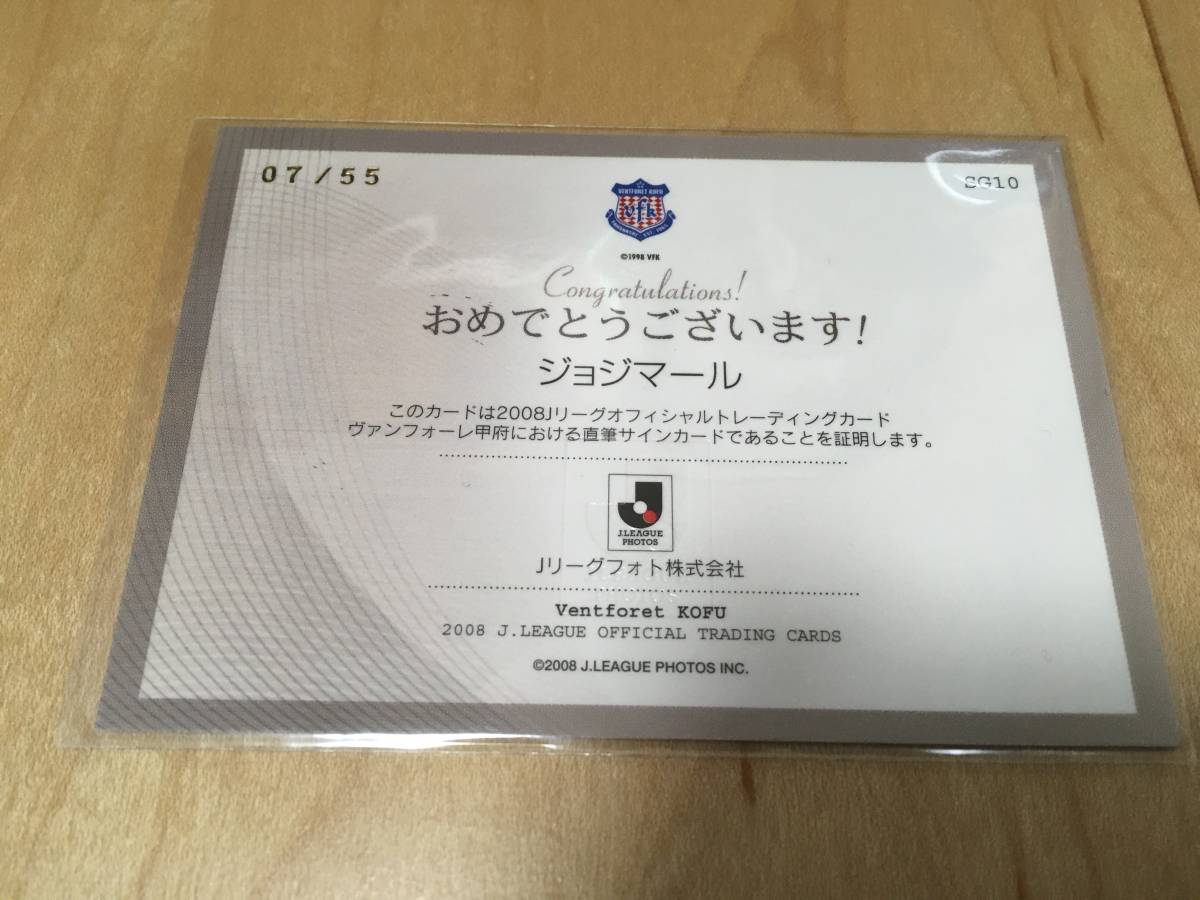 07/55
SG10
VENTFORET KOFU
vfk
©1998 VFK
Congratulations!
おめでとうございます!
ジョジマール
このカードは2008Jリーグオフィシャルトレーディングカード
ヴァンフォーレ甲府における直筆サインカードであることを証明します。
J.LEAGUE
PHOTOS
Jリーグフォト株式会社
Ventforet KOFU
2008 J.LEAGUE OFFICIAL TRADING CARDS
©2008 J.LEAGUE PHOTOS INC.